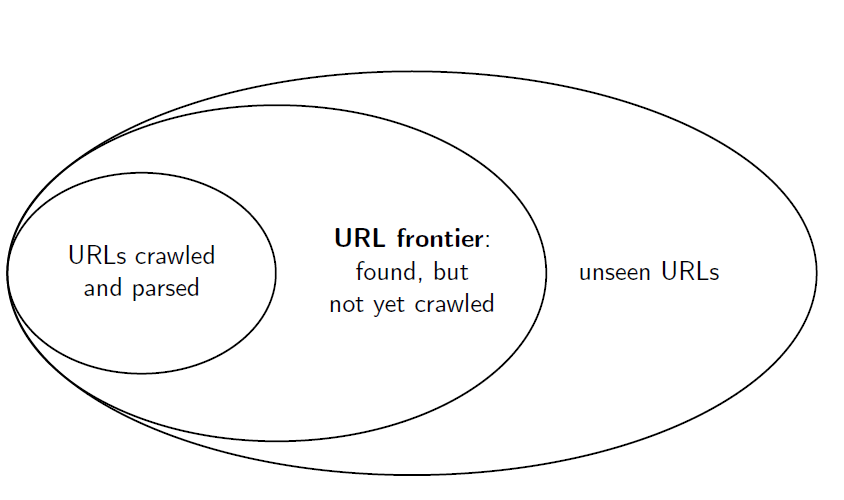 URLs crawled
and parsed
URL frontier:
found, but
not yet crawled
unseen URLs